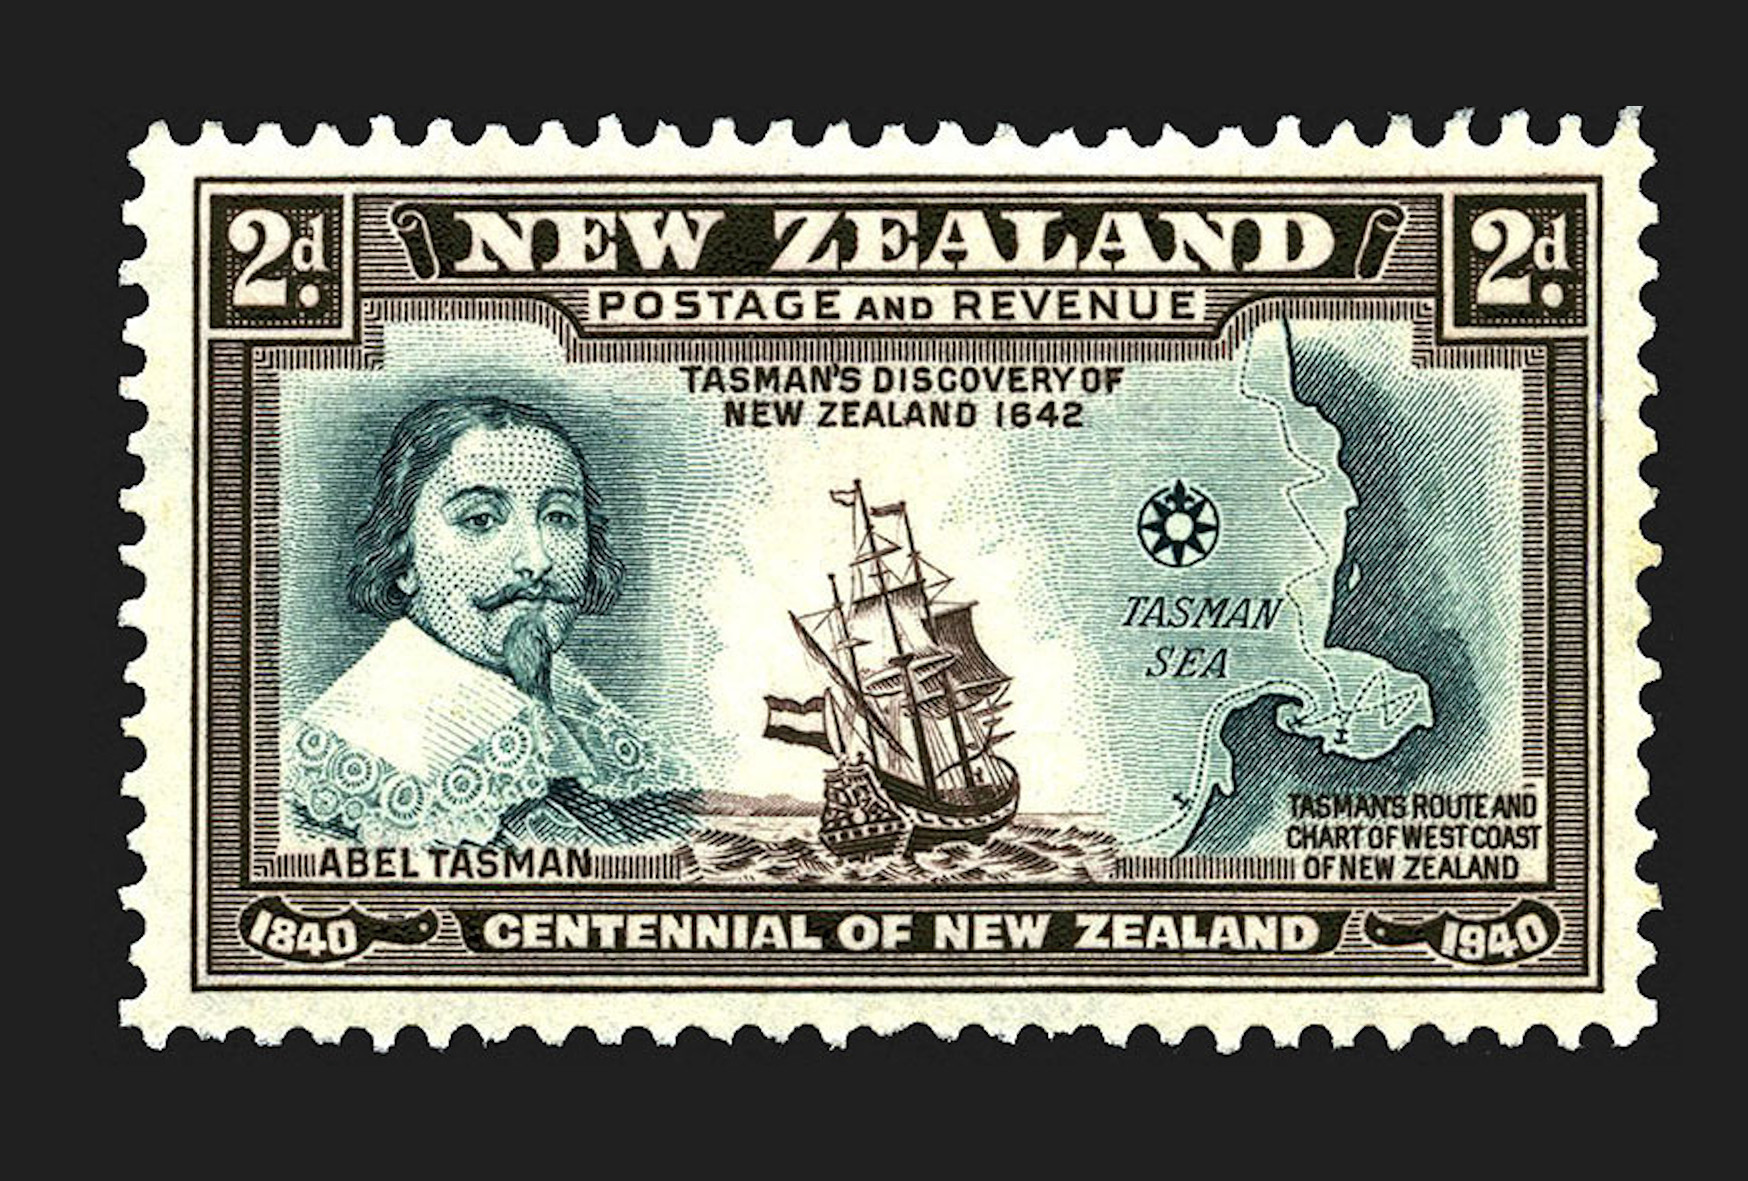 2d.
NEW ZEALAND
2d.
POSTAGE AND REVENUE
TASMAN'S DISCOVERY OF
NEW ZEALAND 1642
TASMAN
SEA
TASMAN'S ROUTE AND
CHART OF WEST COAST
OF NEW ZEALAND
ABEL TASMAN
1840
CENTENNIAL OF NEW ZEALAND
1940